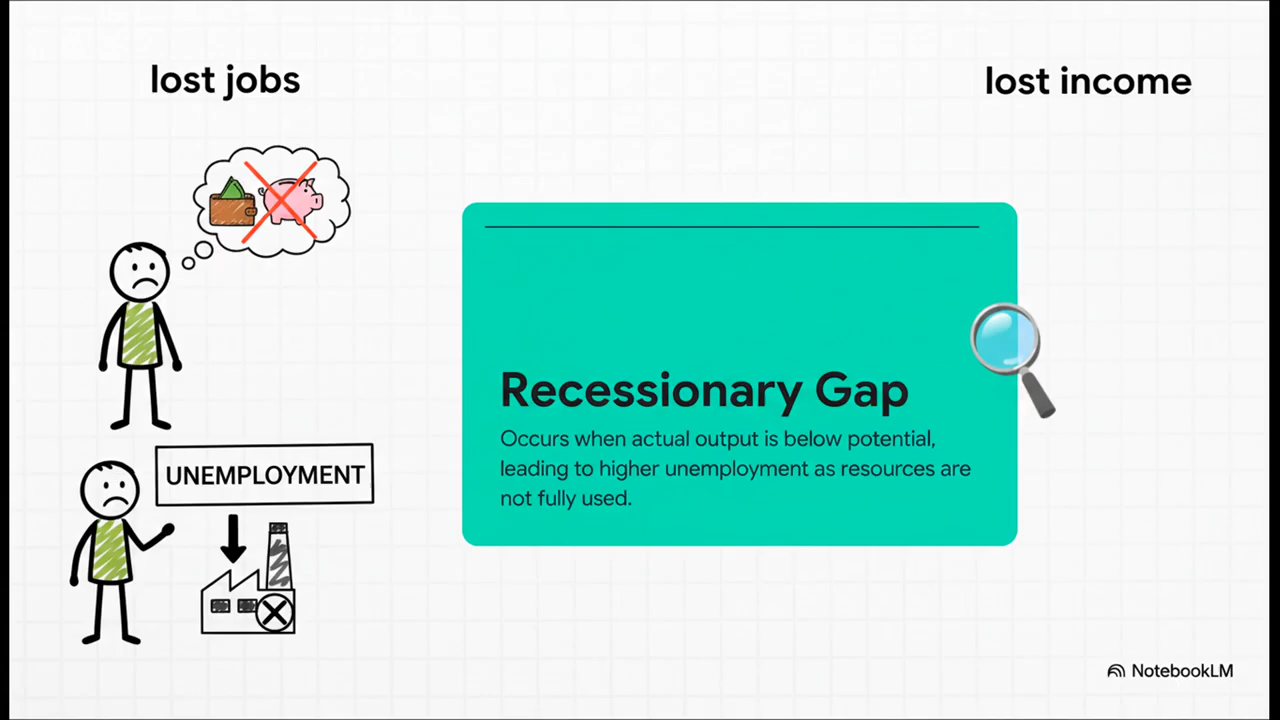 lost jobs
lost income
UNEMPLOYMENT
Recessionary Gap
Occurs when actual output is below potential,
leading to higher unemployment as resources are
not fully used.
NotebookLM